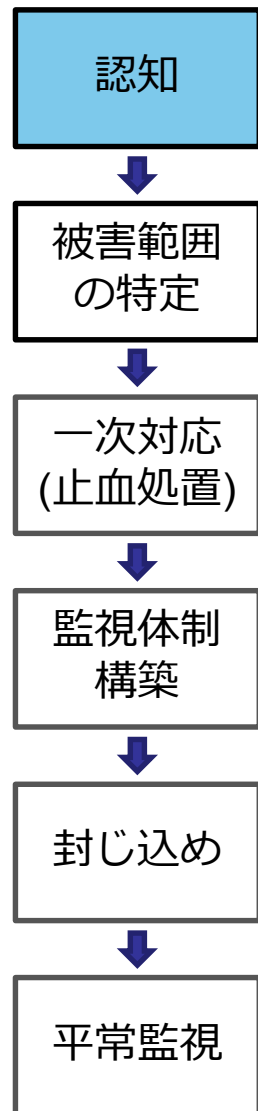 認知
被害範囲
の特定
一次対応
(止血処置)
監視体制
構築
封じ込め
平常監視